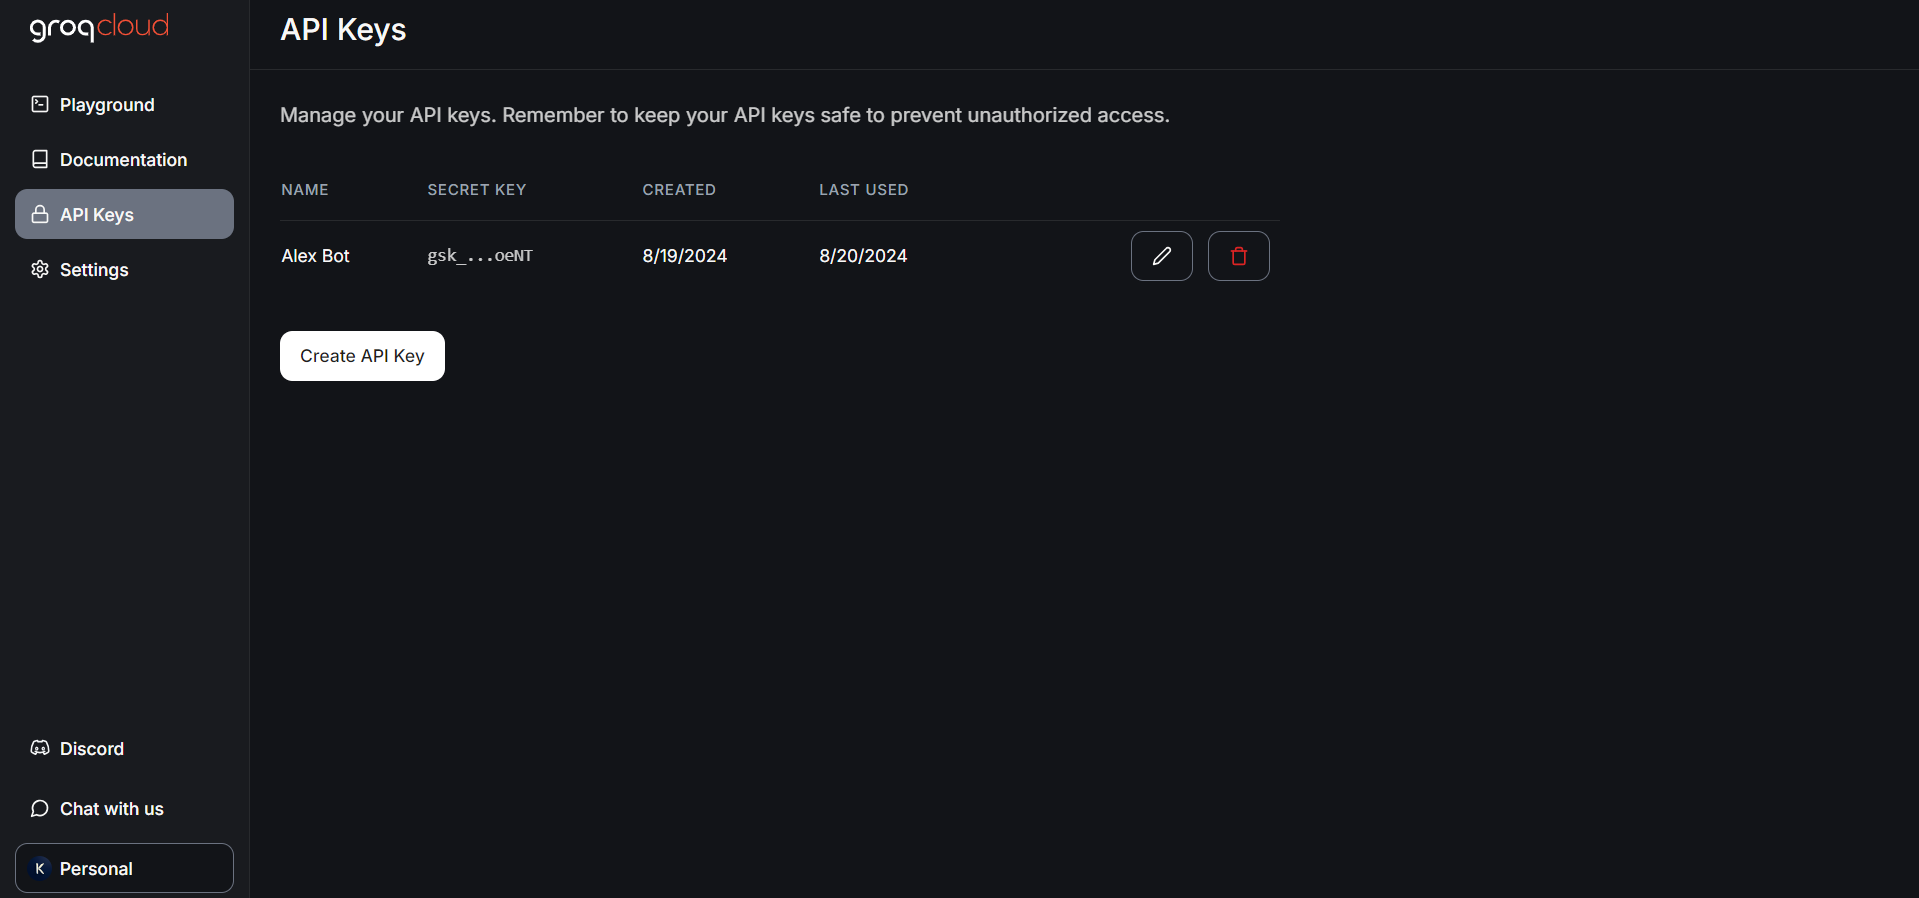 groqcloud
Playground
Documentation
API Keys
Settings
Discord
Chat with us
K Personal
API Keys
Manage your API keys. Remember to keep your API keys safe to prevent unauthorized access.
NAME SECRET KEY CREATED LAST USED
Alex Bot gsk_...oeNT 8/19/2024 8/20/2024
Create API Key